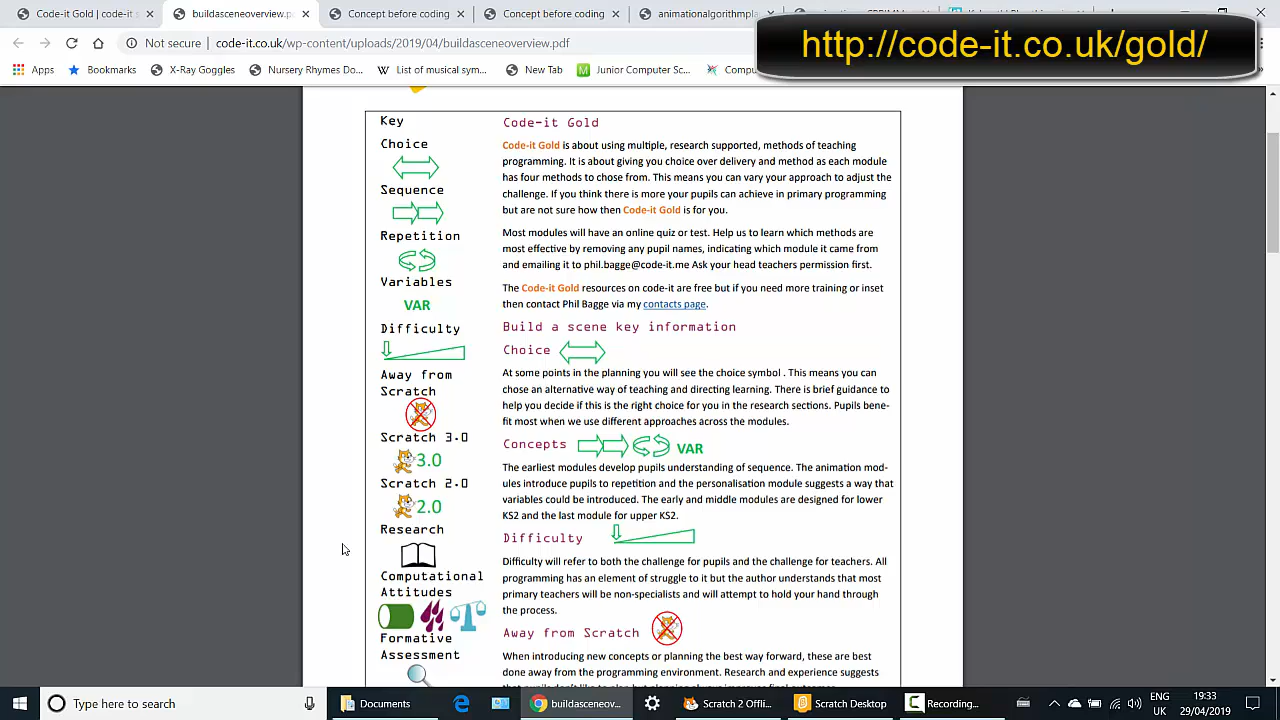 Code-it Gold | code-it s
buildasceneoverview.p
Concept before coding
Concept before coding
animationalgorithmpla
http://code-it.co.uk/gold/
Not secure | code-it.co.uk/wp-content/uploads/2019/04/buildasceneoverview.pdf
Apps
Bookmarks
X-Ray Goggles
Nursery Rhymes Do...
List of musical sym...
New Tab
Junior Computer Sc...
Key
Choice
Sequence
Repetition
Variables
VAR
Difficulty
Away from
Scratch
Scratch 3.0
3.0
Scratch 2.0
2.0
Research
Computational
Attitudes
Formative
Assessment
Code-it Gold
Code-it Gold is about using multiple, research supported, methods of teaching
programming. It is about giving you choice over delivery and method as each module
has four methods to chose from. This means you can vary your approach to adjust the
challenge. If you think there is more your pupils can achieve in primary programming
but are not sure how then Code-it Gold is for you.
Most modules will have an online quiz or test. Help us to learn which methods are
most effective by removing any pupil names, indicating which module it came from
and emailing it to phil.bagge@code-it.me Ask your head teachers permission first.
The Code-it Gold resources on code-it are free but if you need more training or inset
then contact Phil Bagge via my contacts page.
Build a scene key information
Choice
At some points in the planning you will see the choice symbol . This means you can
chose an alternative way of teaching and directing learning. There is brief guidance to
help you decide if this is the right choice for you in the research sections. Pupils bene-
fit most when we use different approaches across the modules.
Concepts VAR
The earliest modules develop pupils understanding of sequence. The animation mod-
ules introduce pupils to repetition and the personalisation module suggests a way that
variables could be introduced. The early and middle modules are designed for lower
KS2 and the last module for upper KS2.
Difficulty
Difficulty will refer to both the challenge for pupils and the challenge for teachers. All
programming has an element of struggle to it but the author understands that most
primary teachers will be non-specialists and will attempt to hold your hand through
the process.
Away from Scratch
When introducing new concepts or planning the best way forward, these are best
done away from the programming environment. Research and experience suggests
Type here to search
Documents
buildasceneov...
Scratch 2 Offli...
Scratch Desktop
Recording...
ENG
UK
19:33
29/04/2019